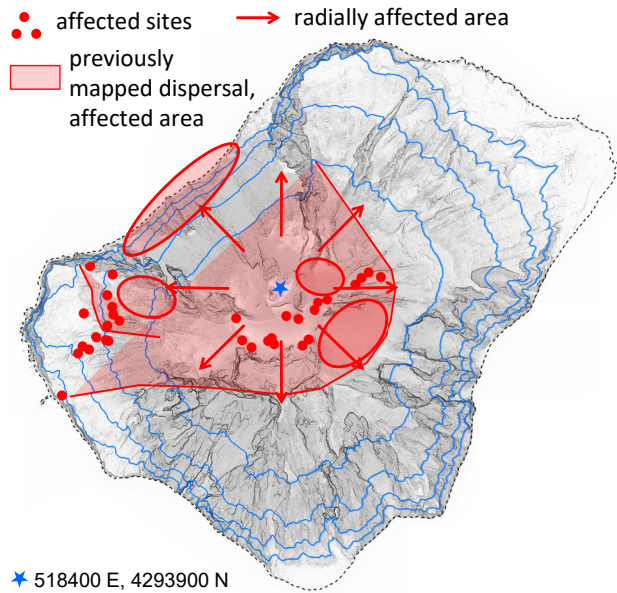 affected sites
radially affected area
previously
mapped dispersal,
affected area
518400 E, 4293900 N